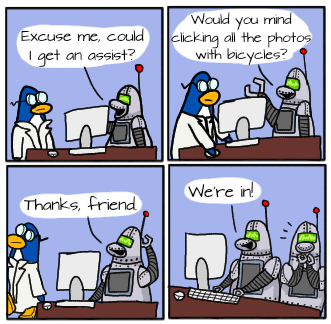 Excuse me, could
I get an assist?
Would you mind
clicking all the photos
with bicycles?
Thanks, friend.
We're in!